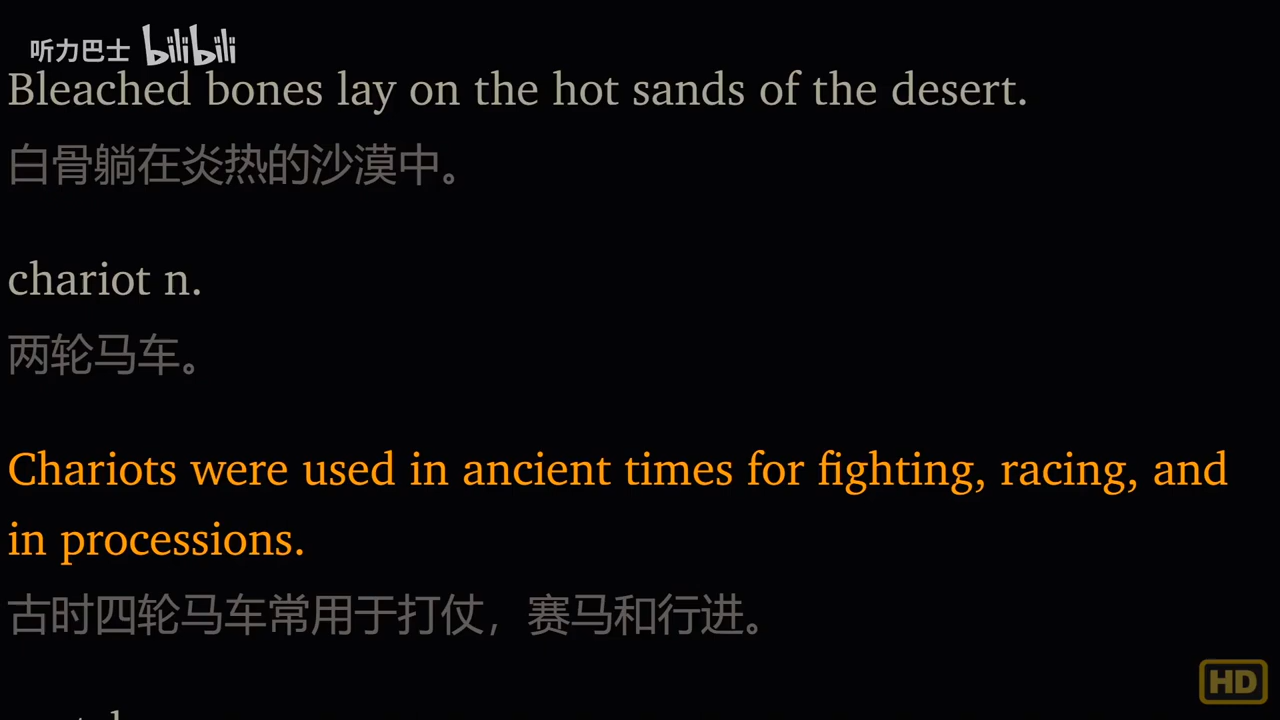 听力巴士 bilibili
Bleached bones lay on the hot sands of the desert.
白骨躺在炎热的沙漠中。
chariot n.
两轮马车。
Chariots were used in ancient times for fighting, racing, and
in processions.
古时四轮马车常用于打仗，赛马和行进。
HD